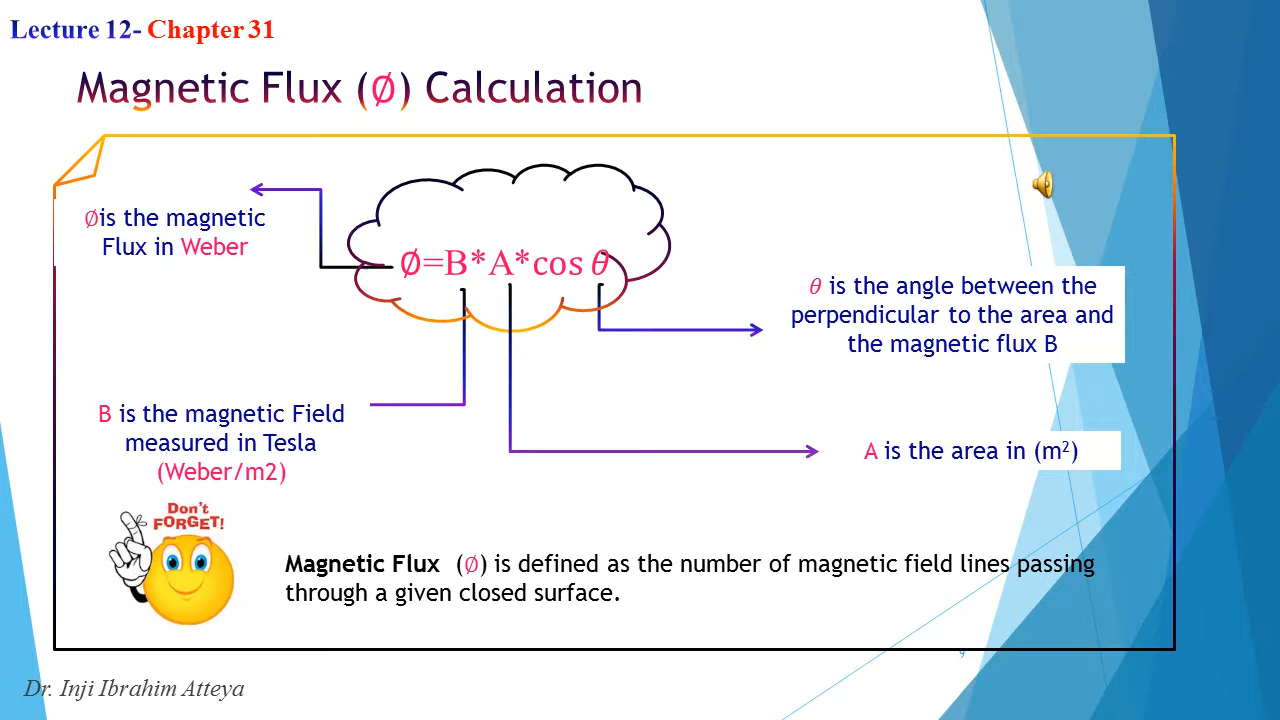 Lecture 12- Chapter 31
Magnetic Flux (∅) Calculation
∅is the magnetic
Flux in Weber
∅=B*A*cos θ
θ is the angle between the
perpendicular to the area and
the magnetic flux B
B is the magnetic Field
measured in Tesla
(Weber/m2)
A is the area in (m²)
Don't
FORGET!
Magnetic Flux (∅) is defined as the number of magnetic field lines passing
through a given closed surface.
9
Dr. Inji Ibrahim Atteya